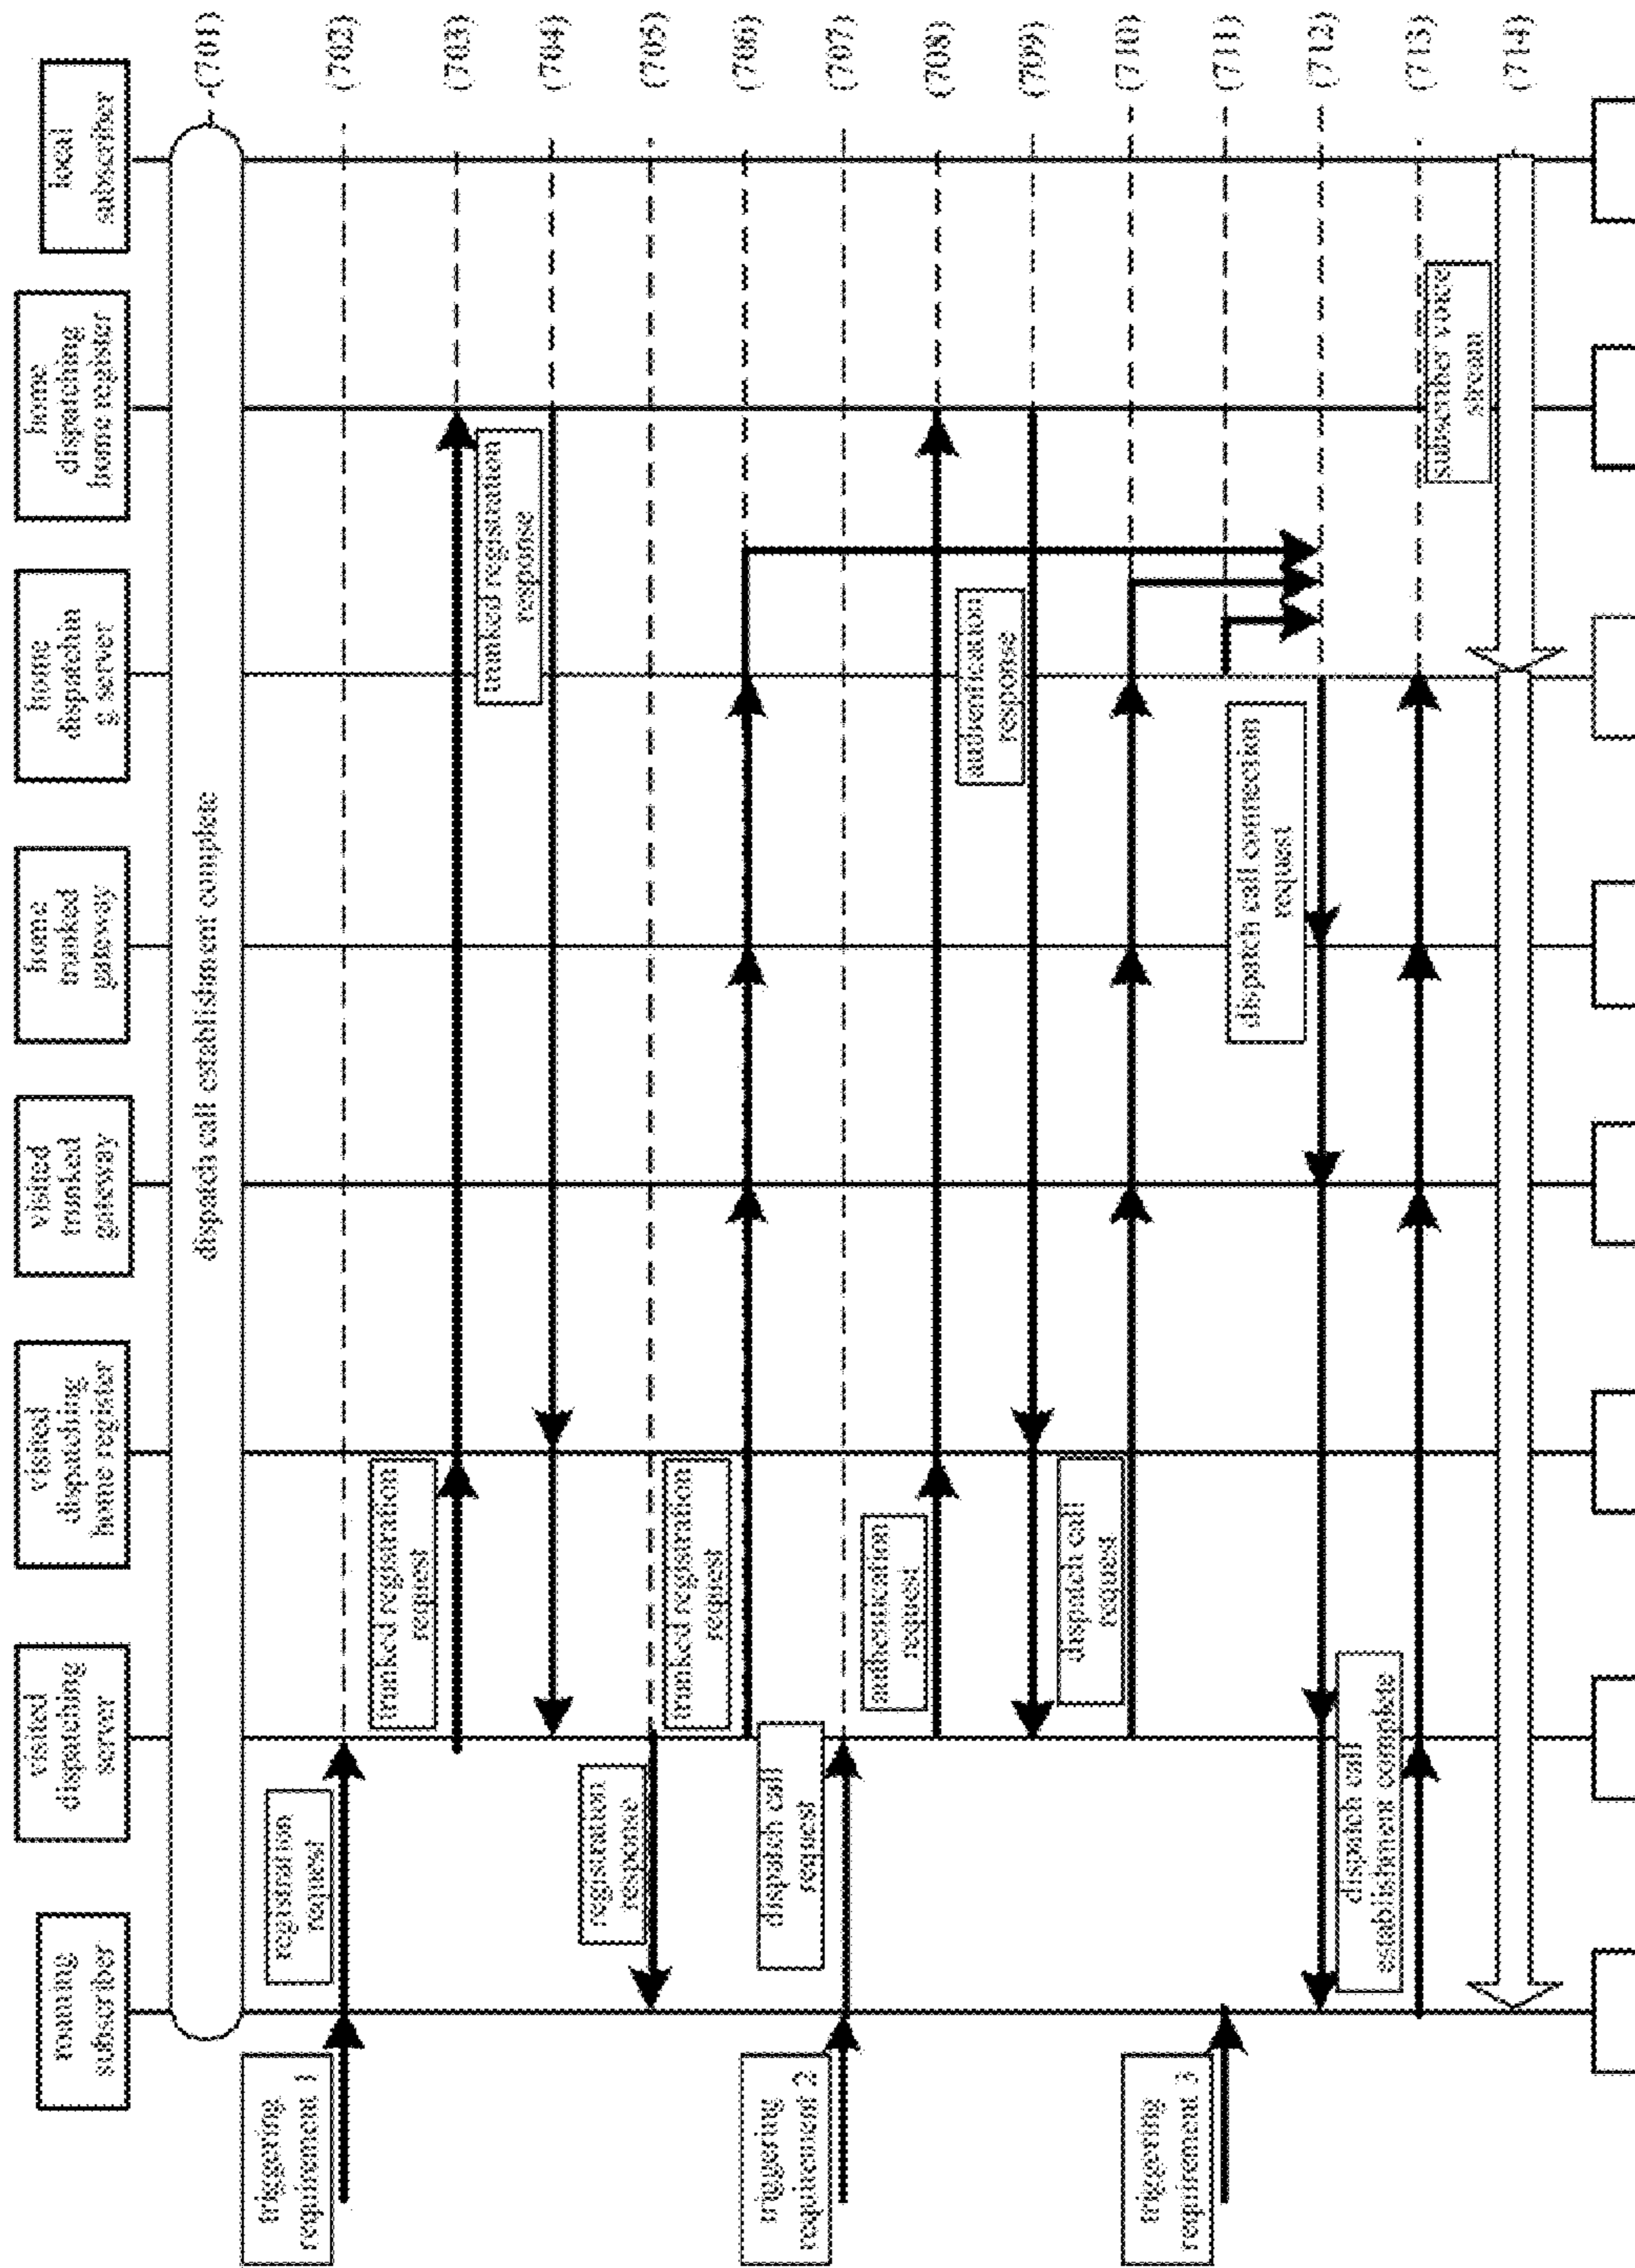 roaming
subscriber
visited
dispatching
server
visited
dispatching
home register
visited
trunked
gateway
home
trunked
gateway
home
dispatchin
g server
home
dispatching
home register
local
subscriber
dispatch call establishment complete
(701)
triggering
requirement 1
registration
request
(702)
trunked registration
request
(703)
trunked registration
response
(704)
registration
response
(705)
trunked registration
request
(706)
triggering
requirement 2
dispatch call
request
(707)
authentication
request
(708)
authentication
response
(709)
dispatch call
request
(710)
triggering
requirement 3
(711)
dispatch call connection
request
(712)
dispatch call
establishment complete
(713)
subscriber voice
stream
(714)